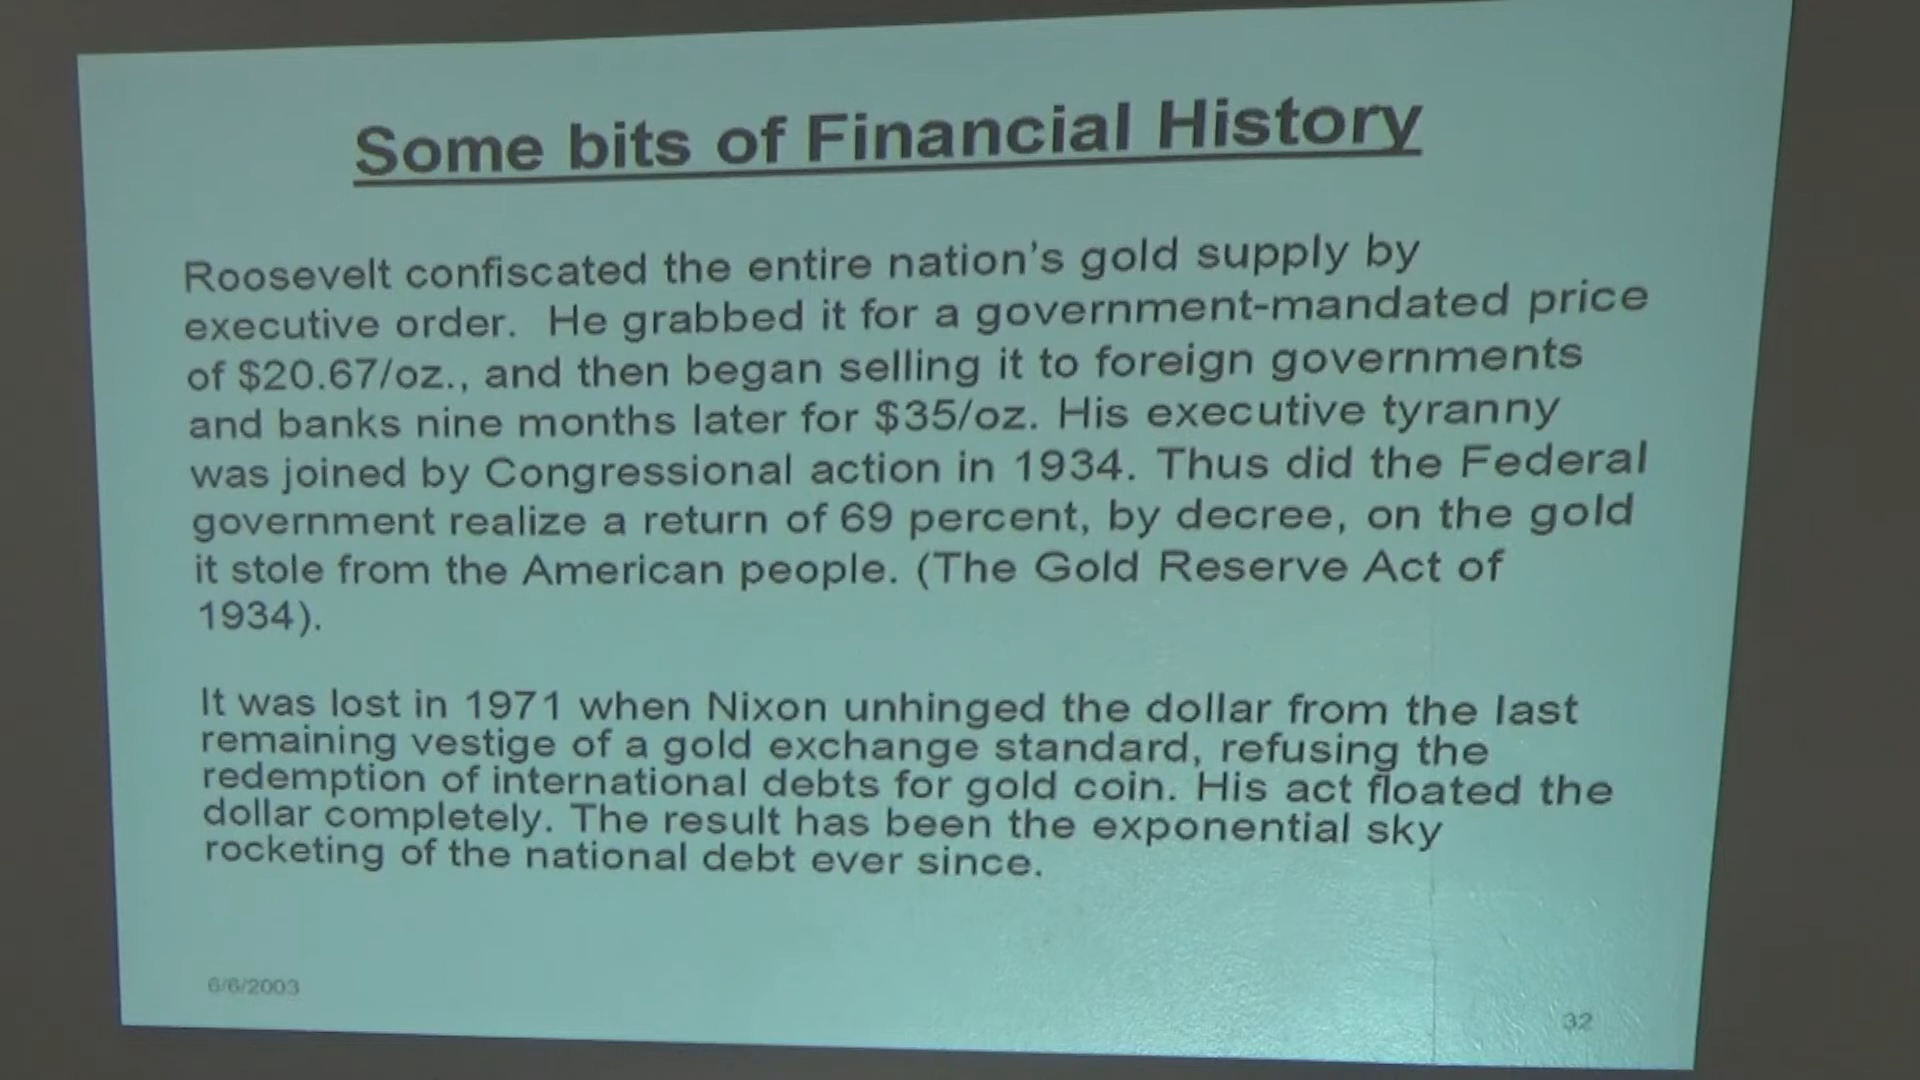 Some bits of Financial History
Roosevelt confiscated the entire nation's gold supply by
executive order. He grabbed it for a government-mandated price
of $20.67/oz., and then began selling it to foreign governments
and banks nine months later for $35/oz. His executive tyranny
was joined by Congressional action in 1934. Thus did the Federal
government realize a return of 69 percent, by decree, on the gold
it stole from the American people. (The Gold Reserve Act of
1934).
It was lost in 1971 when Nixon unhinged the dollar from the last
remaining vestige of a gold exchange standard, refusing the
redemption of international debts for gold coin. His act floated the
dollar completely. The result has been the exponential sky
rocketing of the national debt ever since.
6/6/2003
32